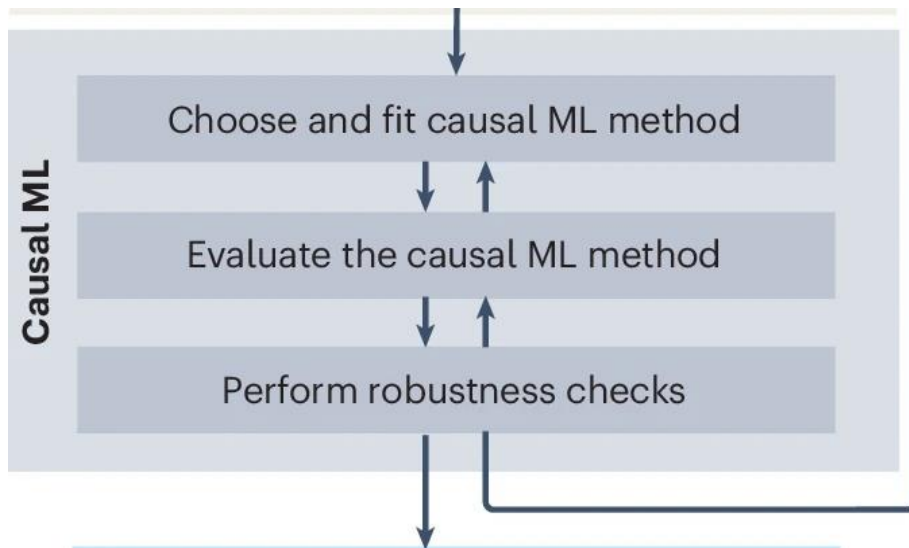 Causal ML
Choose and fit causal ML method
Evaluate the causal ML method
Perform robustness checks